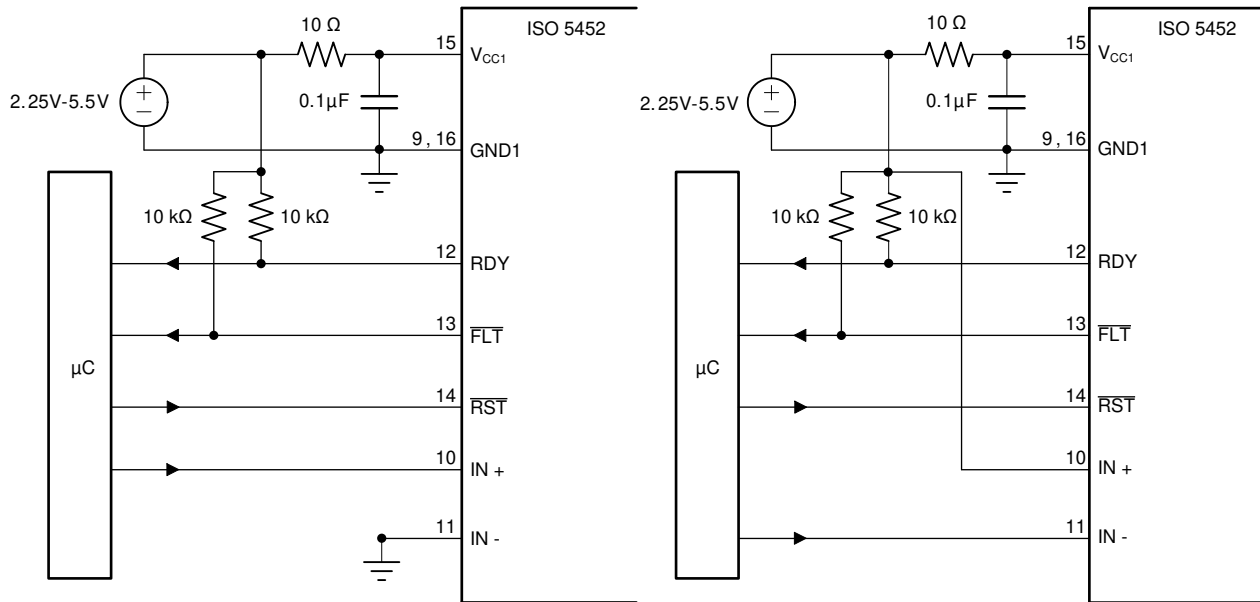 10 Ω
ISO 5452
15
V_CC1
2.25V-5.5V
0.1µF
9, 16
GND1
10 kΩ
10 kΩ
12
RDY
13
FLT
µC
14
RST
10
IN +
11
IN -
10 Ω
ISO 5452
15
V_CC1
2.25V-5.5V
0.1µF
9, 16
GND1
10 kΩ
10 kΩ
12
RDY
13
FLT
µC
14
RST
10
IN +
11
IN -